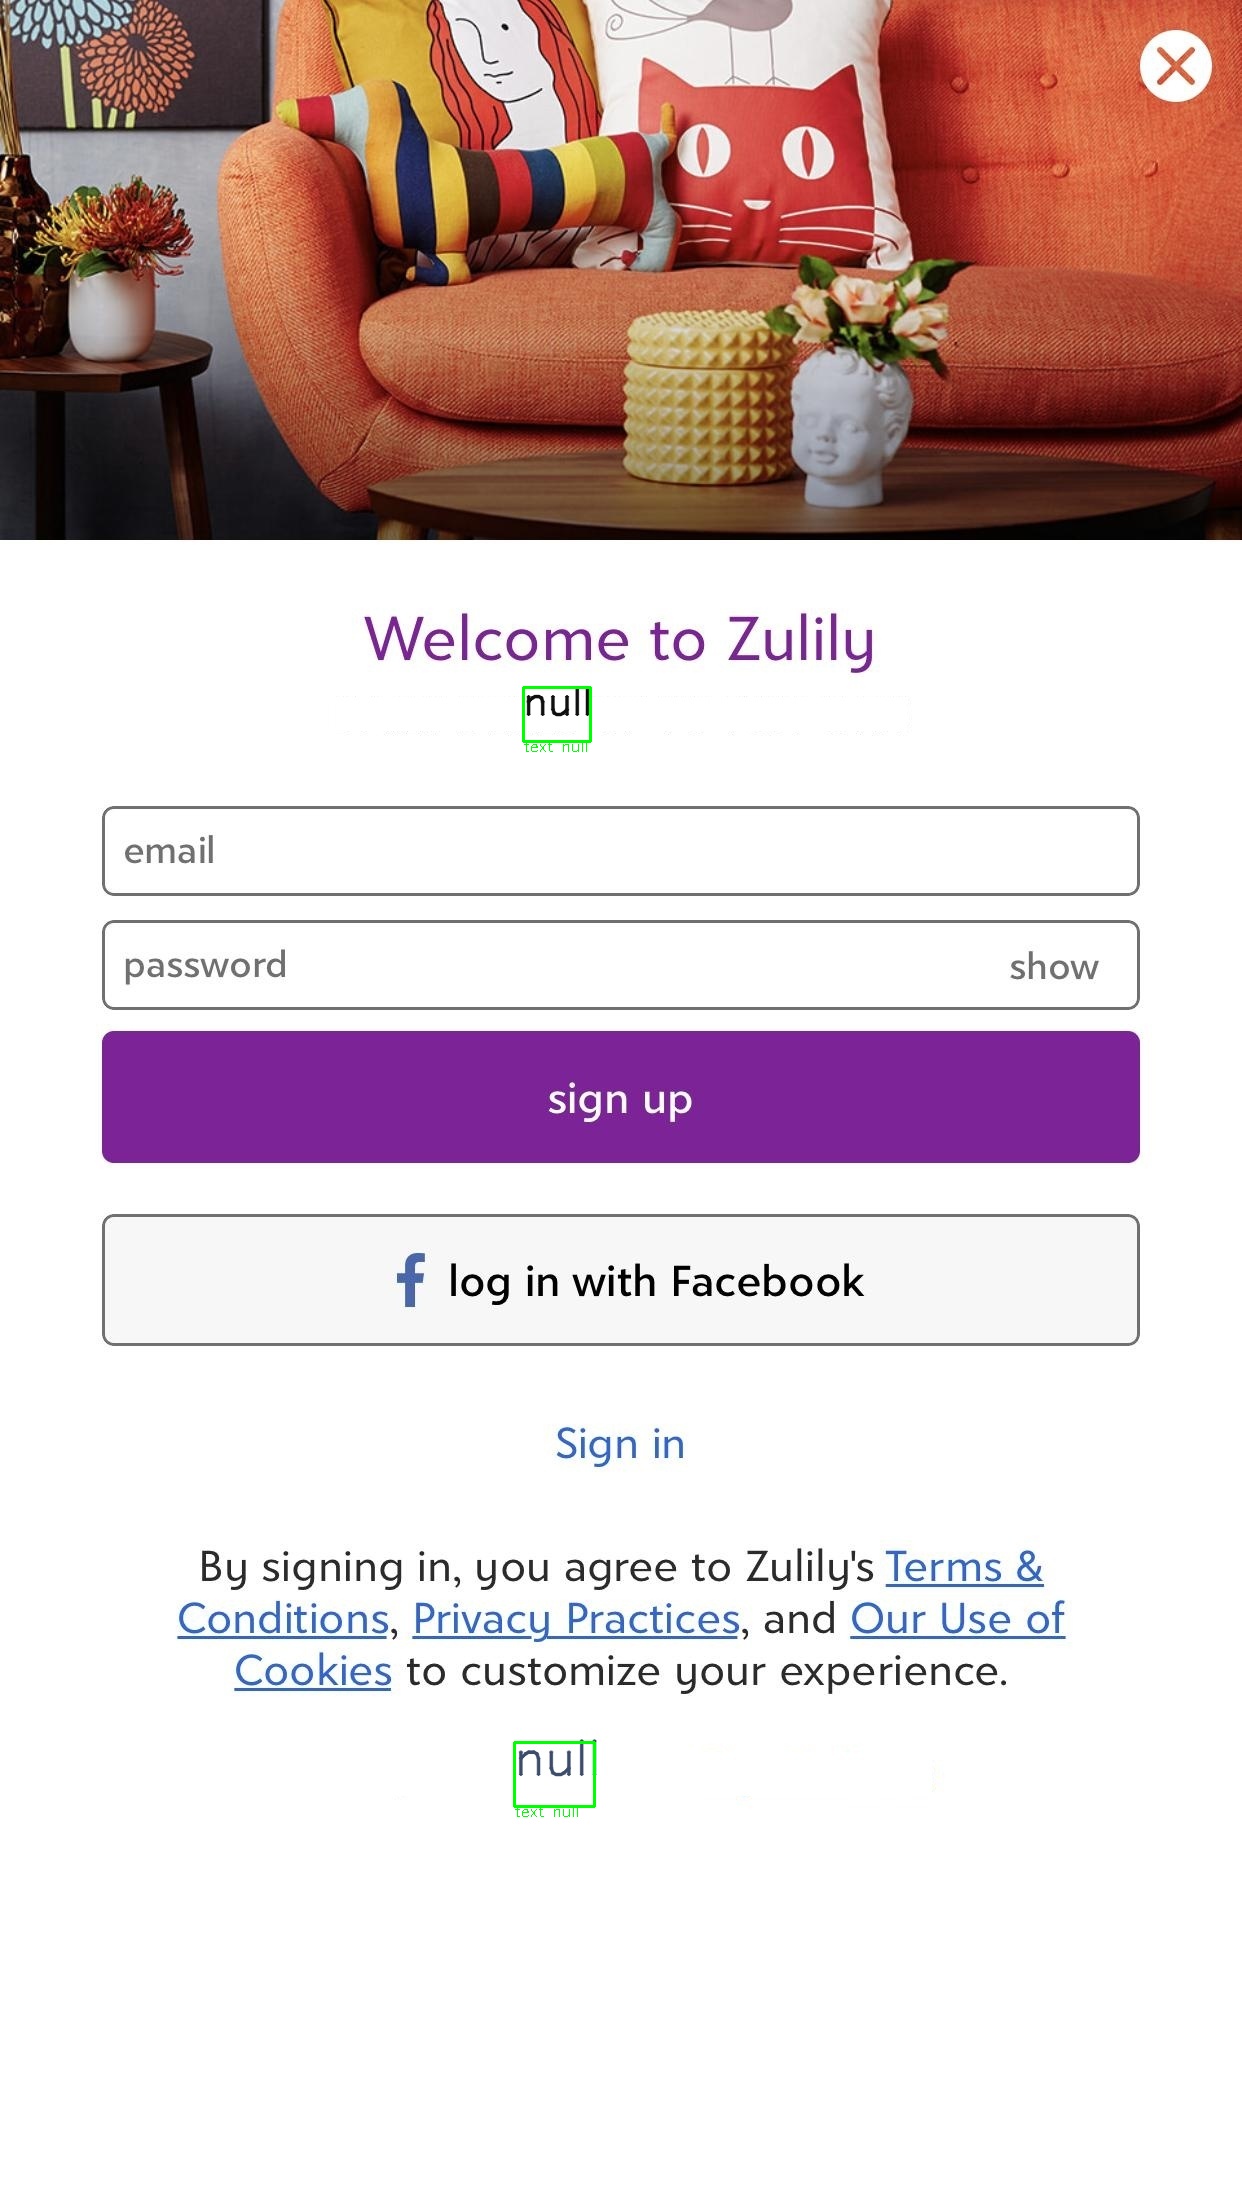 Welcome to Zulily
null
text null
email
password show
sign up
log in with Facebook
Sign in
By signing in, you agree to Zulily's Terms &
Conditions, Privacy Practices, and Our Use of
Cookies to customize your experience.
null
text null